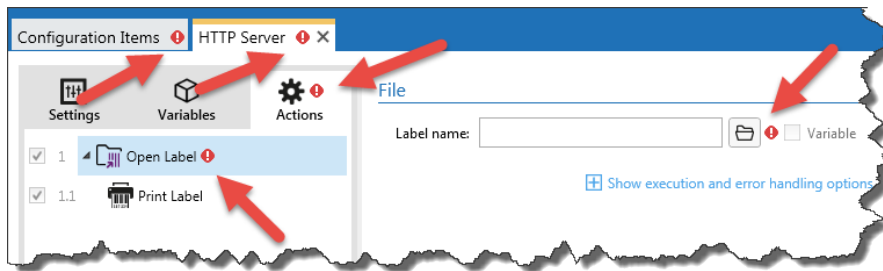 Configuration Items
HTTP Server
File
Settings
Variables
Actions
Label name:
Variable
1 Open Label
Show execution and error handling options
1.1 Print Label